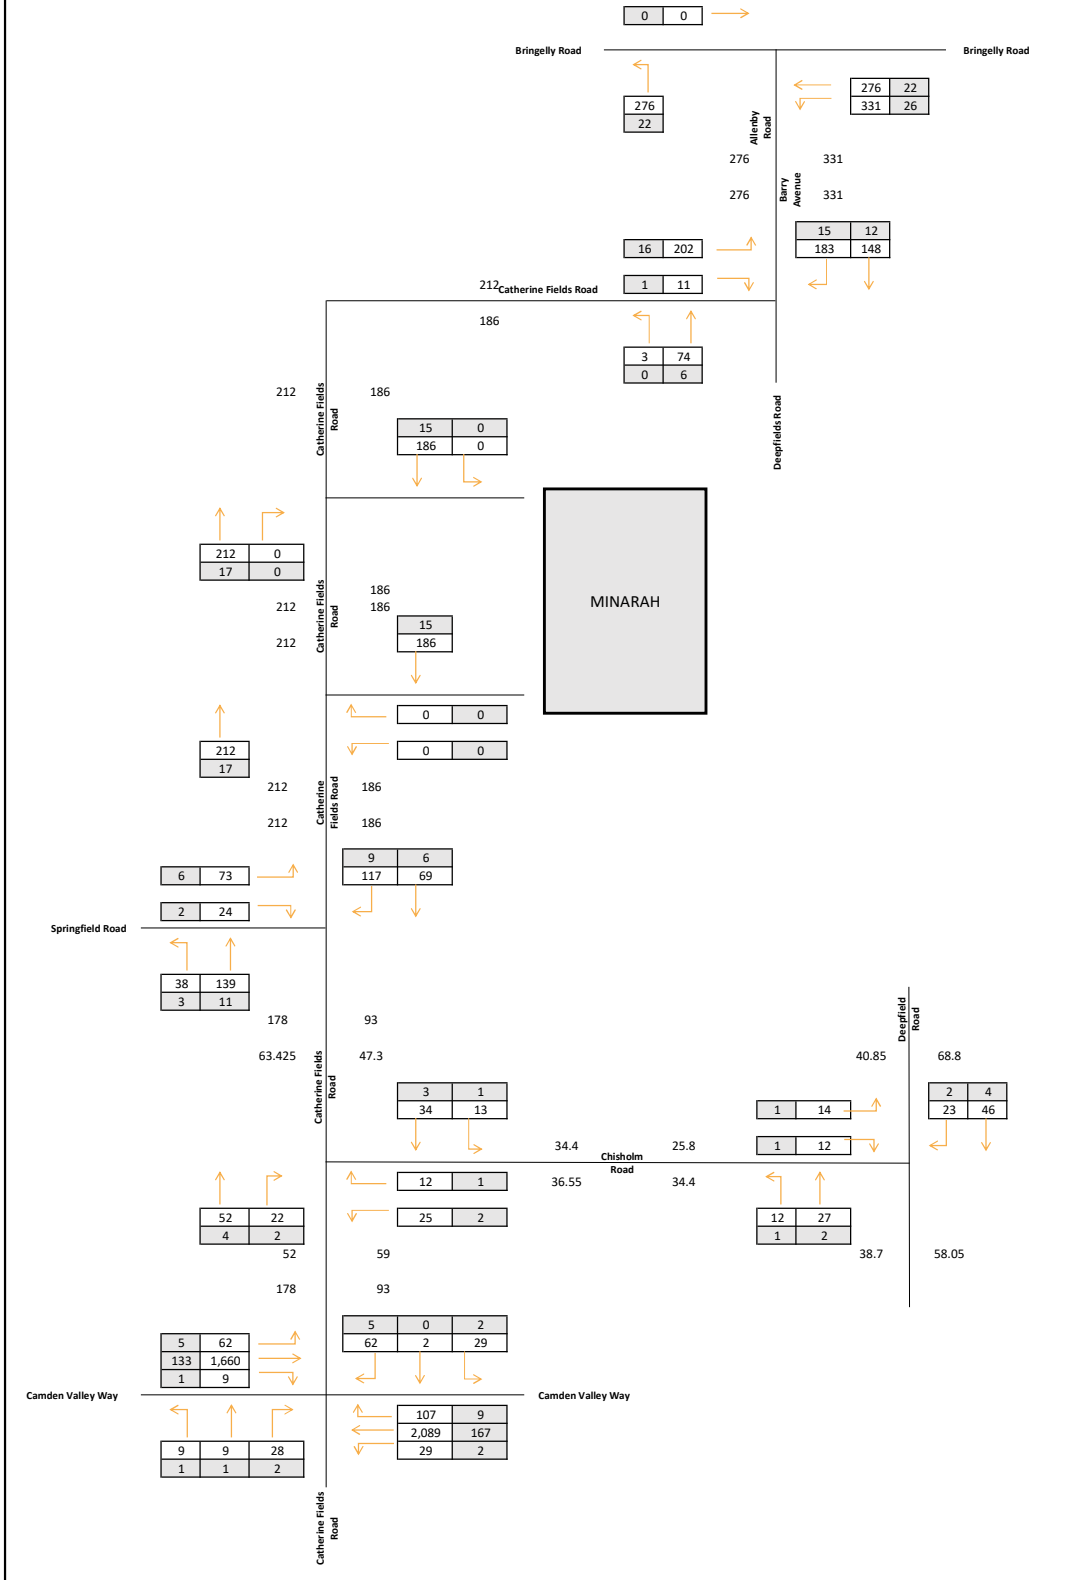 0 0
Bringelly Road
Bringelly Road
276
22
276 22
331 26
Allenby
Road
276 331
Barry
Avenue
276 331
15 12
183 148
16 202
1 11
212
Catherine Fields Road
186
3 74
0 6
Deepfields Road
212 186
Catherine Fields
Road
15 0
186 0
MINARAH
212 0
17 0
Catherine Fields
Road
186
212 186
15
186
212
0 0
0 0
212
17
212 186
Catherine
Fields Road
212 186
9 6
117 69
6 73
2 24
Springfield Road
38 139
3 11
178 93
Deepfield
Road
63.425 47.3
Catherine Fields
Road
40.85 68.8
3 1
34 13
1 14
2 4
23 46
1 12
34.4 25.8
Chisholm
Road
36.55 34.4
12 1
25 2
52 22
4 2
12 27
1 2
52 59
38.7 58.05
178 93
5 0 2
62 2 29
5 62
133 1,660
1 9
Camden Valley Way
Camden Valley Way
107 9
2,089 167
29 2
9 9 28
1 1 2
Catherine Fields
Road